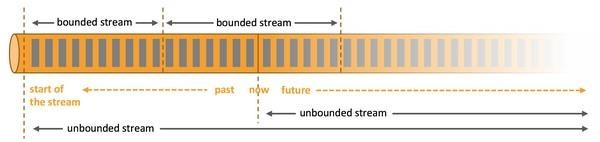 bounded stream
bounded stream
start of
the stream
past
now
future
unbounded stream
unbounded stream